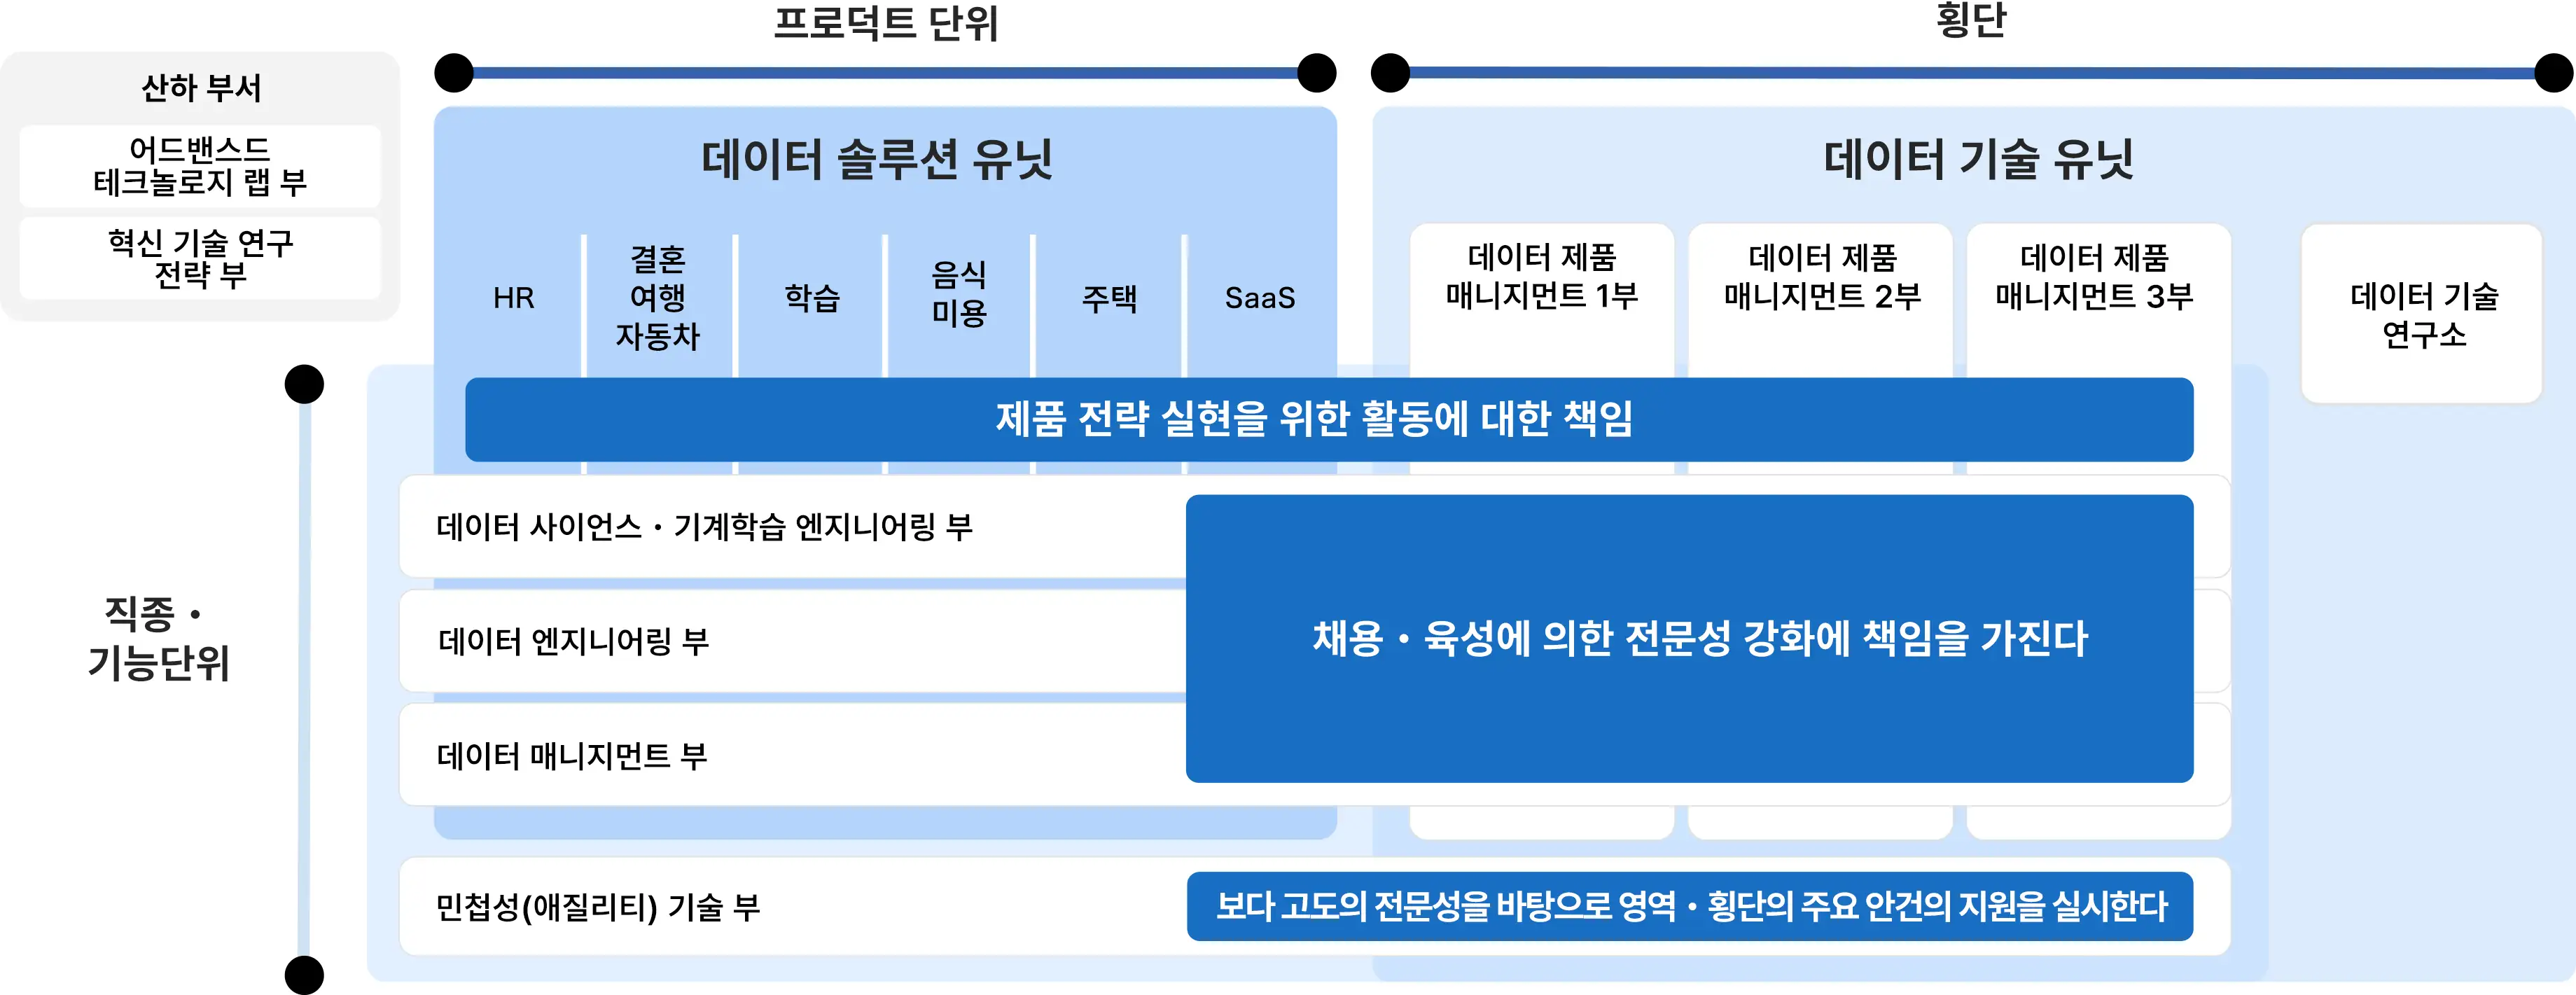 프로덕트 단위
횡단
산하 부서
어드밴스드
테크놀로지 랩 부
혁신 기술 연구
전략 부
데이터 솔루션 유닛
HR
결혼
여행
자동차
학습
음식
미용
주택
SaaS
데이터 기술 유닛
데이터 제품
매니지먼트 1부
데이터 제품
매니지먼트 2부
데이터 제품
매니지먼트 3부
데이터 기술
연구소
제품 전략 실현을 위한 활동에 대한 책임
직종・
기능단위
데이터 사이언스・기계학습 엔지니어링 부
데이터 엔지니어링 부
데이터 매니지먼트 부
채용・육성에 의한 전문성 강화에 책임을 가진다
민첩성(애질리티) 기술 부
보다 고도의 전문성을 바탕으로 영역・횡단의 주요 안건의 지원을 실시한다